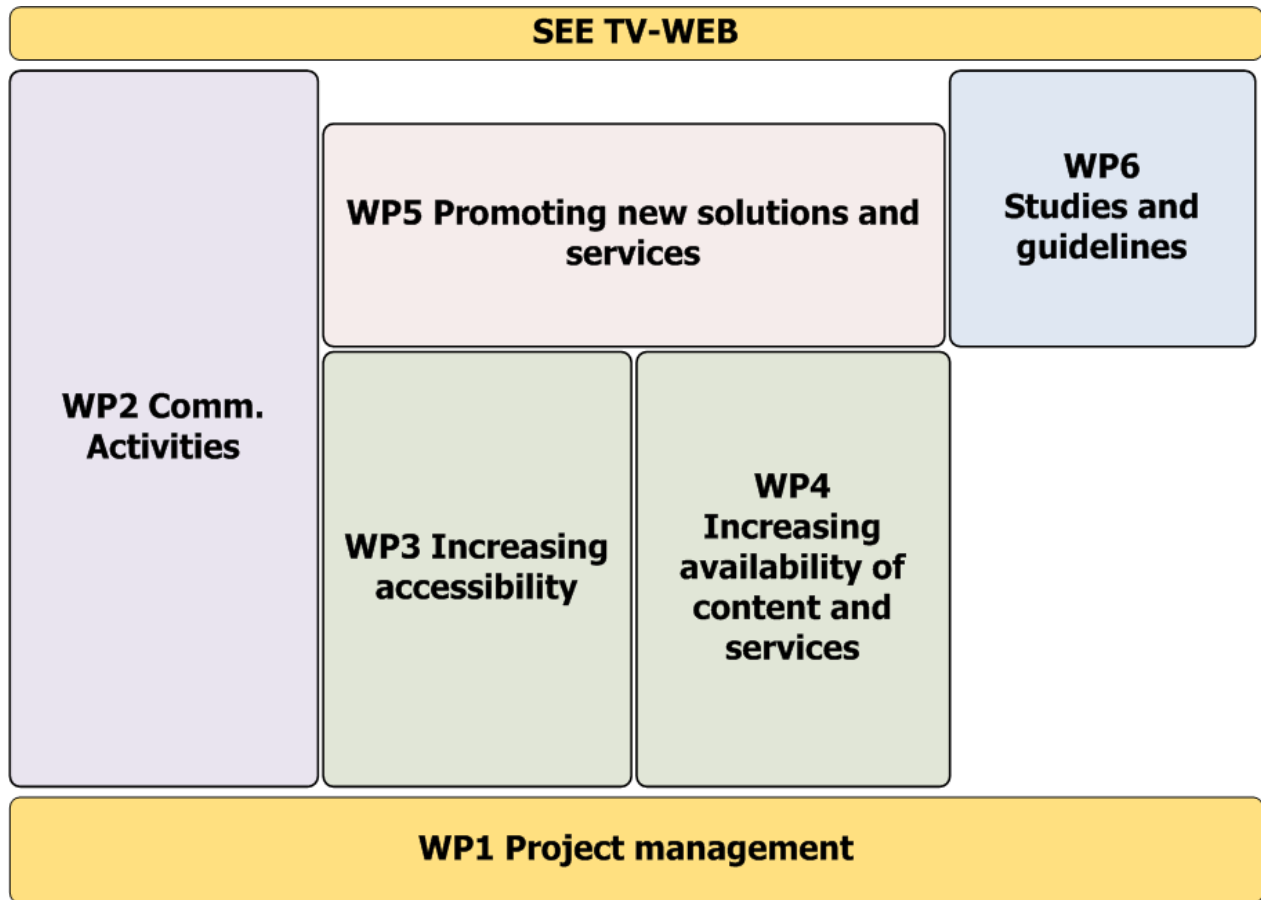 SEE TV-WEB
WP2 Comm.
Activities
WP5 Promoting new solutions and
services
WP6
Studies and
guidelines
WP3 Increasing
accessibility
WP4
Increasing
availability of
content and
services
WP1 Project management